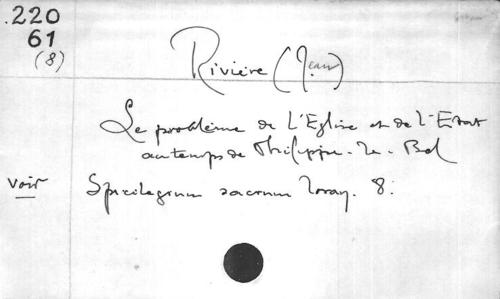 .220
61
(8)
Rivière (Jean)
Le problème de L'Eglise et de L'Etat
au temps de Philippe-le-Bel
voir Spicilegium sacrum Lovan. 8.